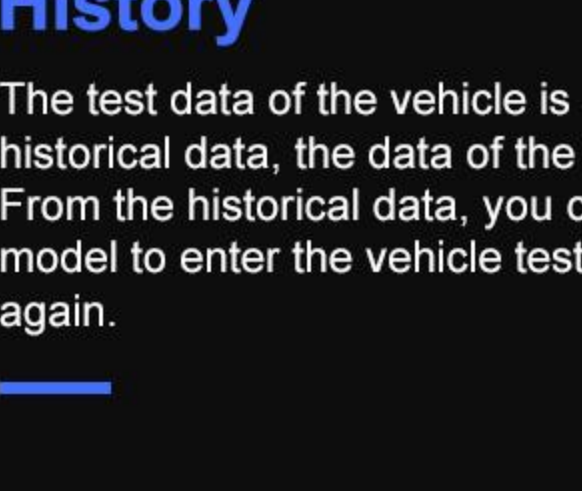 History
The test data of the vehicle is
historical data, the data of the
From the historical data, you
model to enter the vehicle test
again.